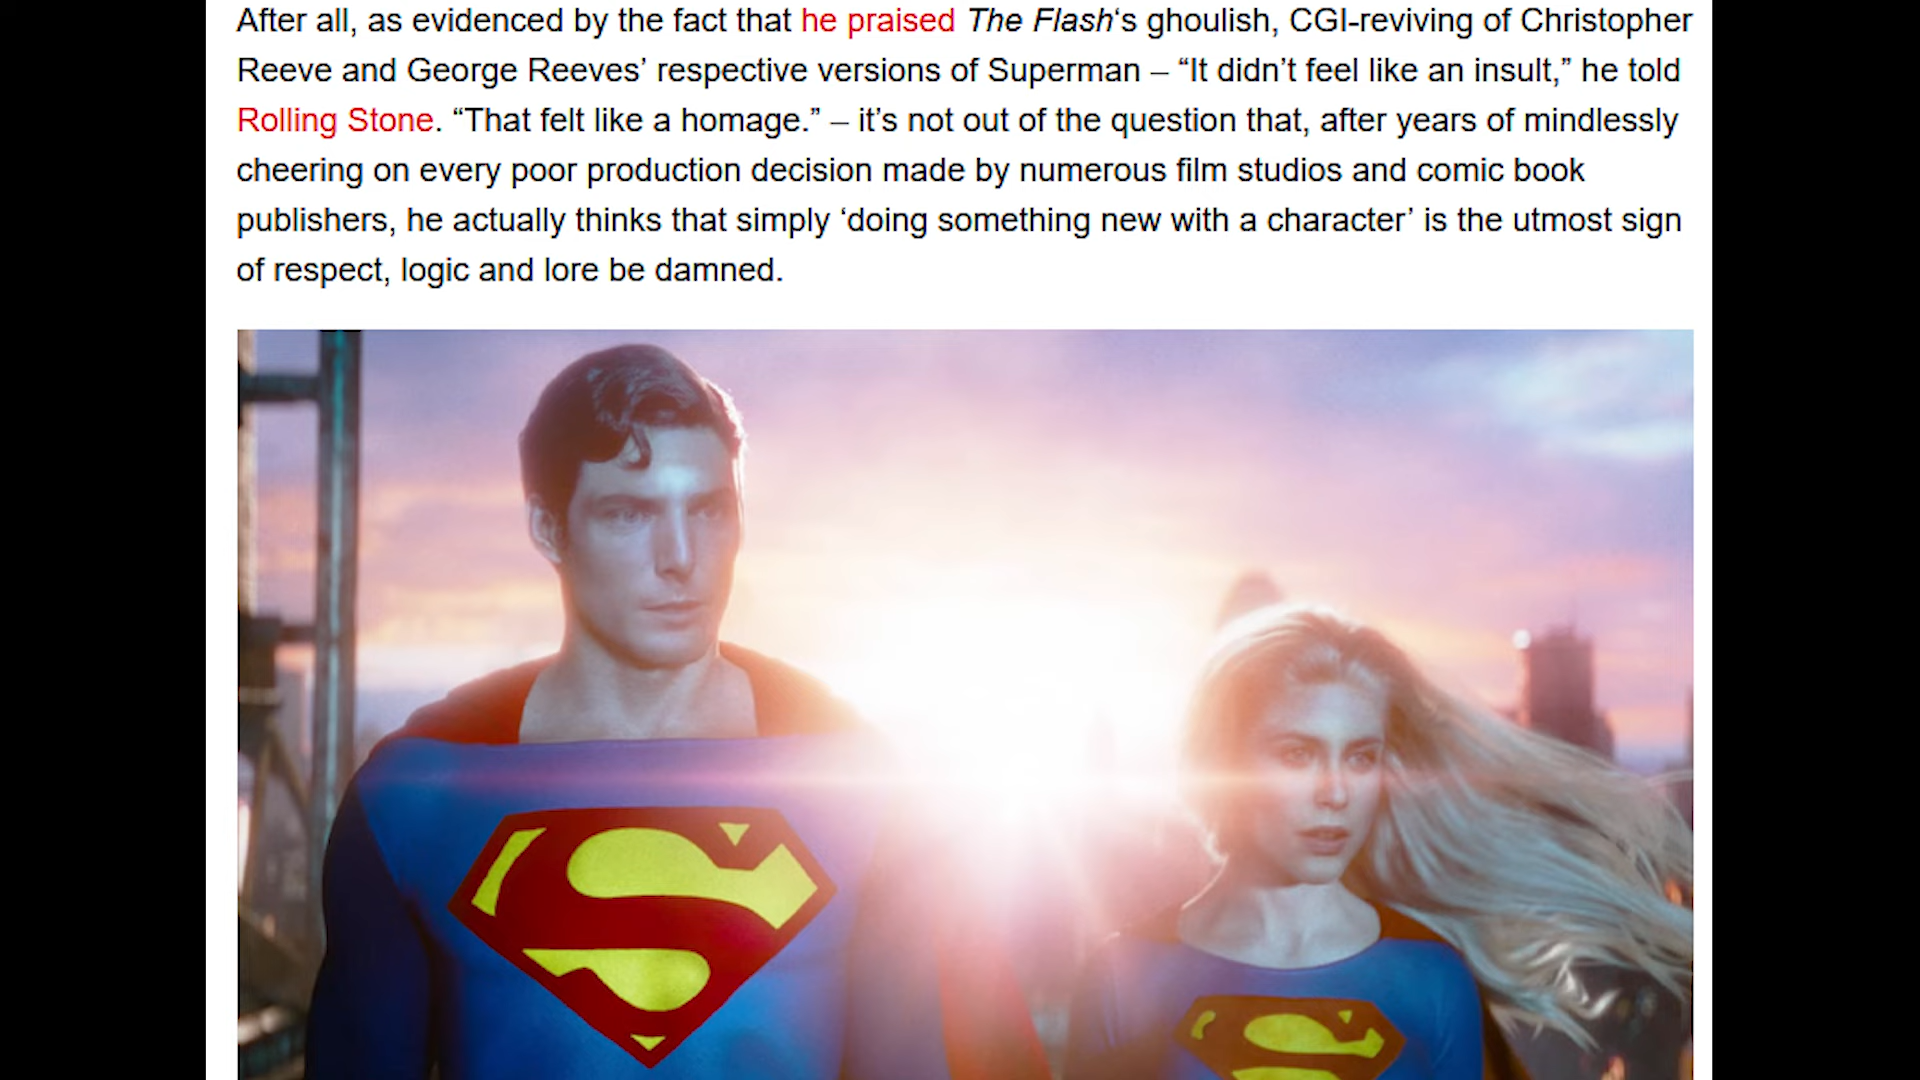 After all, as evidenced by the fact that he praised The Flash‘s ghoulish, CGI-reviving of Christopher
Reeve and George Reeves’ respective versions of Superman – “It didn’t feel like an insult,” he told
Rolling Stone. “That felt like a homage.” – it’s not out of the question that, after years of mindlessly
cheering on every poor production decision made by numerous film studios and comic book
publishers, he actually thinks that simply ‘doing something new with a character’ is the utmost sign
of respect, logic and lore be damned.